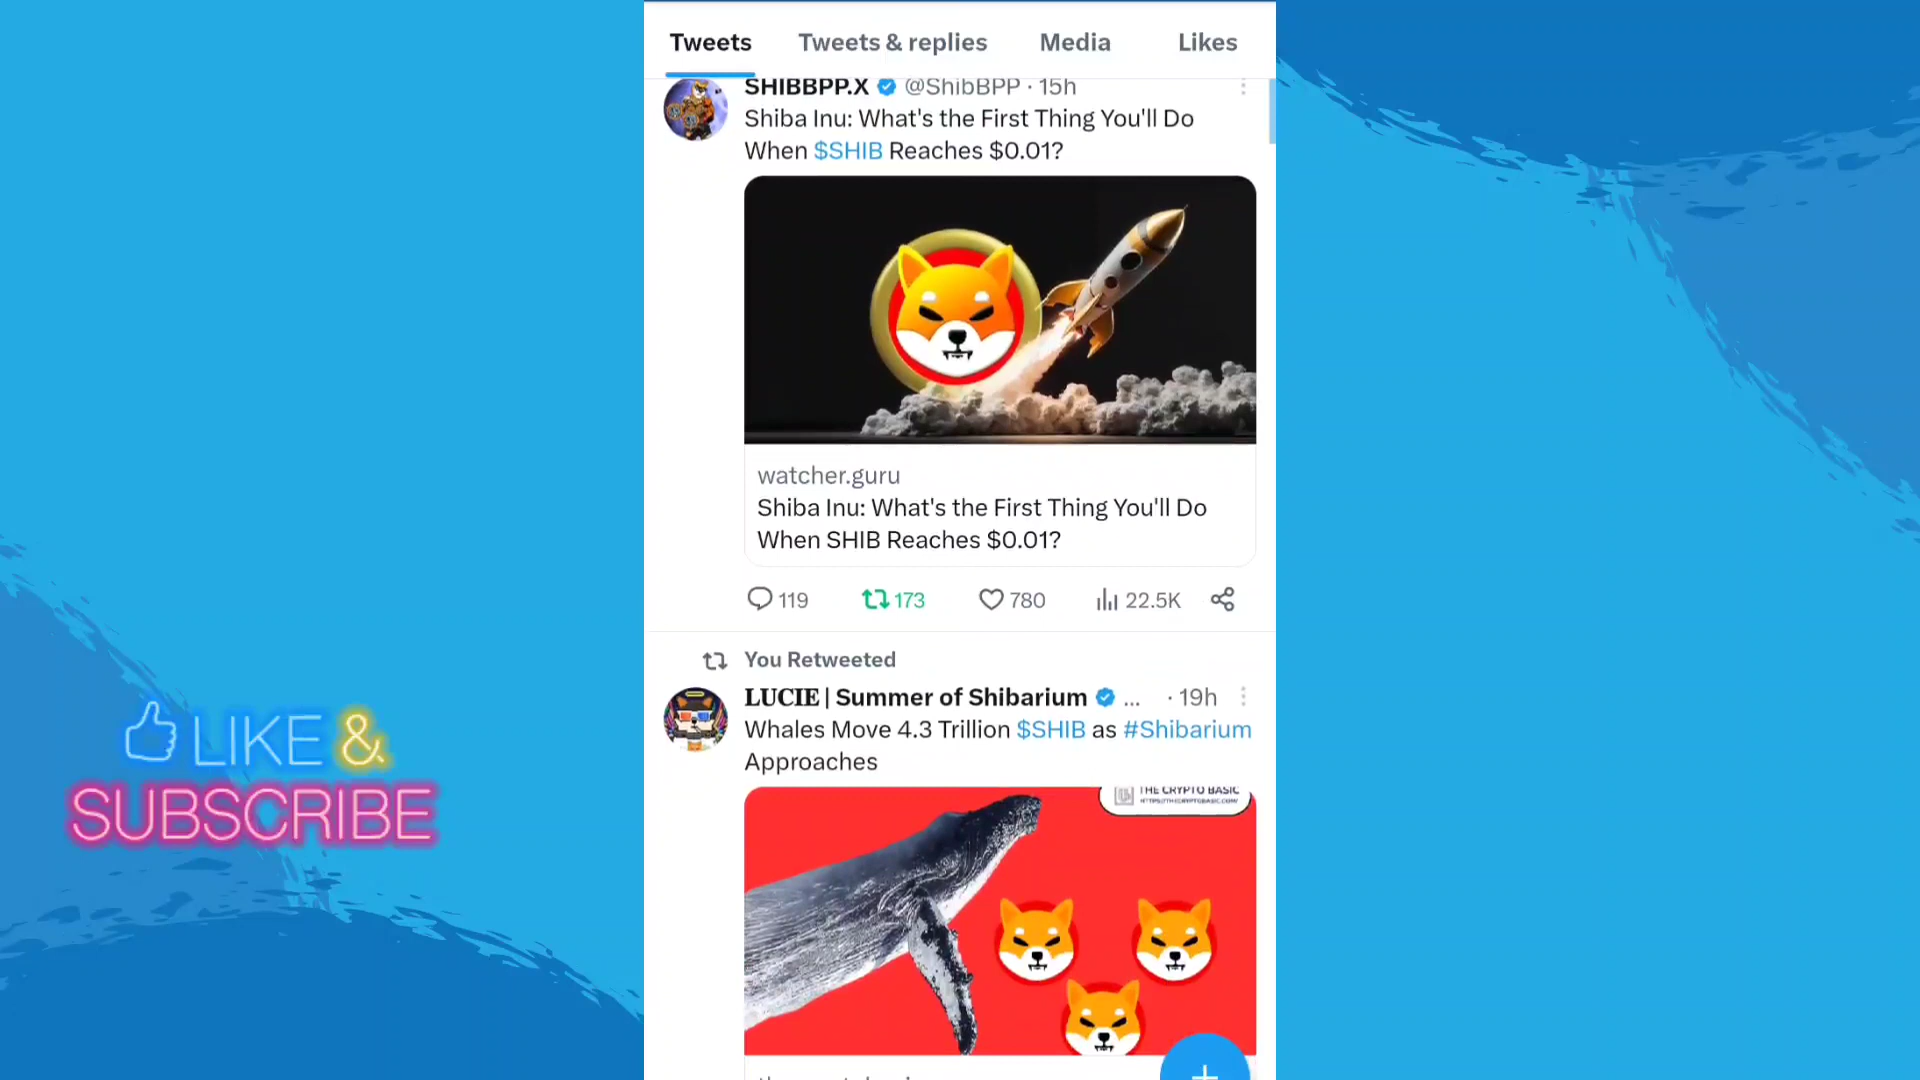 Tweets Tweets & replies Media Likes
SHIBBPP.X @ShibBPP · 15h
Shiba Inu: What's the First Thing You'll Do
When $SHIB Reaches $0.01?
watcher.guru
Shiba Inu: What's the First Thing You'll Do
When SHIB Reaches $0.01?
119 173 780 22.5K
You Retweeted
LUCIE | Summer of Shibarium ... · 19h
Whales Move 4.3 Trillion $SHIB as #Shibarium
Approaches
THE CRYPTO BASIC
LIKE &
SUBSCRIBE